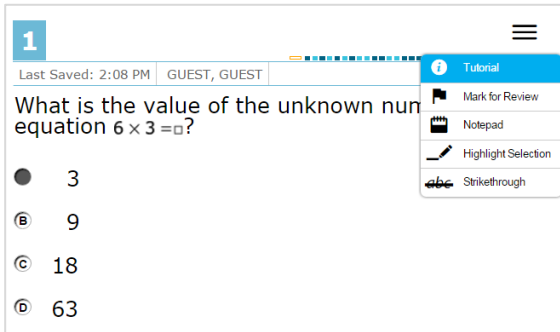 1
Last Saved: 2:08 PM GUEST, GUEST
What is the value of the unknown num
equation 6 × 3 =□?
3
B 9
C 18
D 63
Tutorial
Mark for Review
Notepad
Highlight Selection
abc Strikethrough